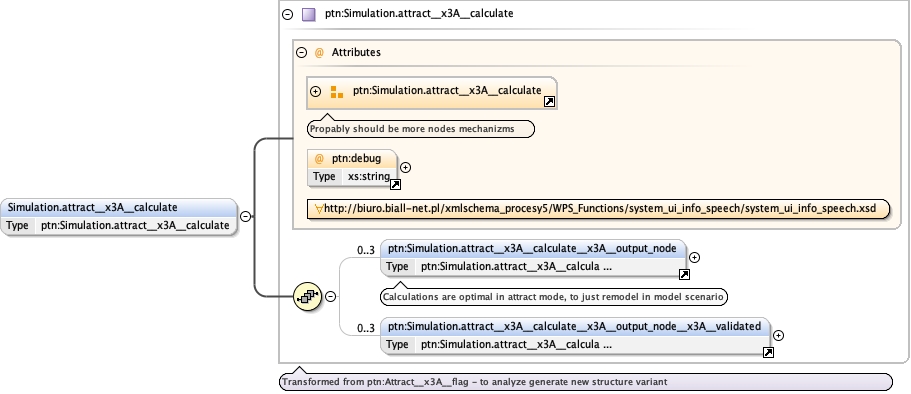 ptn:Simulation.attract__x3A__calculate
@ Attributes
ptn:Simulation.attract__x3A__calculate
Propably should be more nodes mechanizms
@ ptn:debug
Type xs:string
http://biuro.biall-net.pl/xmlschema_procesy5/WPS_Functions/system_ui_info_speech/system_ui_info_speech.xsd
Simulation.attract__x3A__calculate
Type ptn:Simulation.attract__x3A__calculate
0..3 ptn:Simulation.attract__x3A__calculate__x3A__output_node
Type ptn:Simulation.attract__x3A__calcula ...
Calculations are optimal in attract mode, to just remodel in model scenario
0..3 ptn:Simulation.attract__x3A__calculate__x3A__output_node__x3A__validated
Type ptn:Simulation.attract__x3A__calcula ...
Transformed from ptn:Attract__x3A__flag - to analyze generate new structure variant